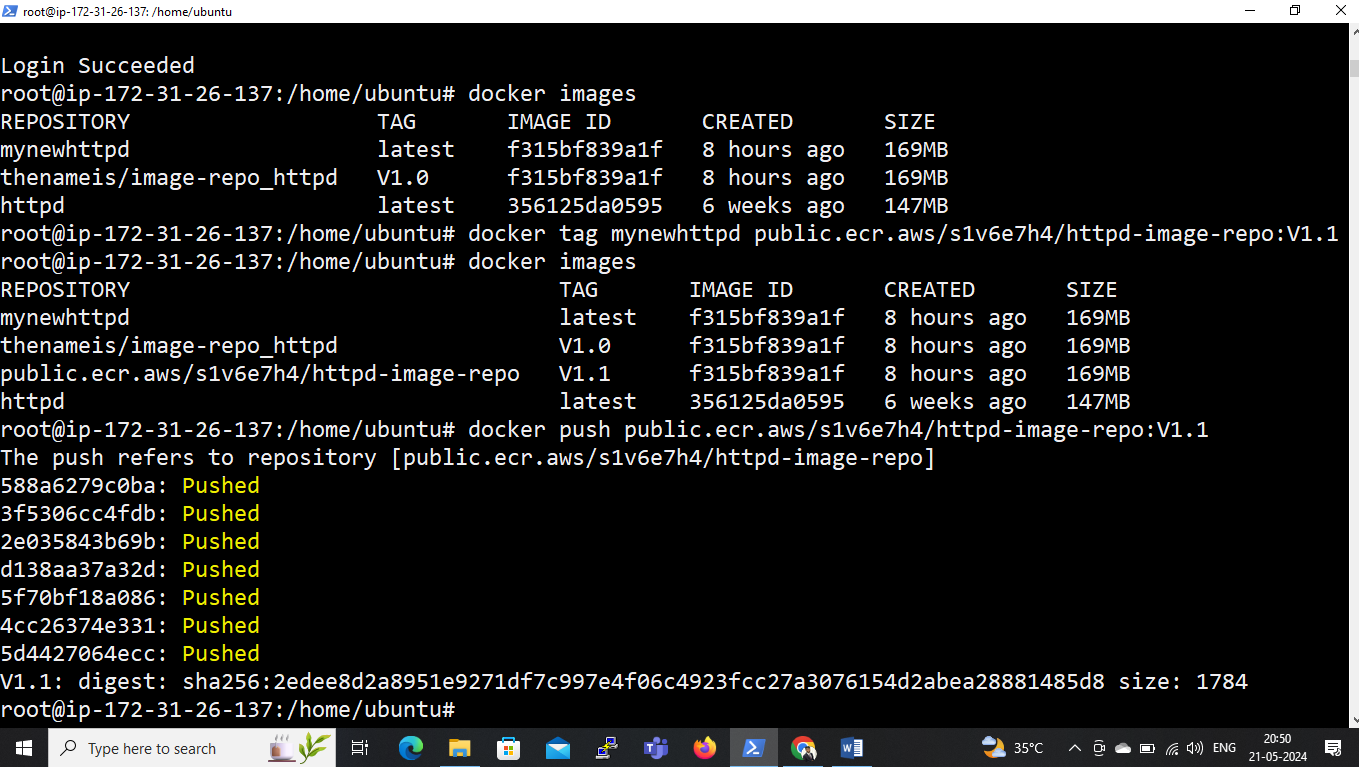 root@ip-172-31-26-137: /home/ubuntu
Login Succeeded
root@ip-172-31-26-137:/home/ubuntu# docker images
REPOSITORY TAG IMAGE ID CREATED SIZE
mynewhttpd latest f315bf839a1f 8 hours ago 169MB
thenameis/image-repo_httpd V1.0 f315bf839a1f 8 hours ago 169MB
httpd latest 356125da0595 6 weeks ago 147MB
root@ip-172-31-26-137:/home/ubuntu# docker tag mynewhttpd public.ecr.aws/s1v6e7h4/httpd-image-repo:V1.1
root@ip-172-31-26-137:/home/ubuntu# docker images
REPOSITORY TAG IMAGE ID CREATED SIZE
mynewhttpd latest f315bf839a1f 8 hours ago 169MB
thenameis/image-repo_httpd V1.0 f315bf839a1f 8 hours ago 169MB
public.ecr.aws/s1v6e7h4/httpd-image-repo V1.1 f315bf839a1f 8 hours ago 169MB
httpd latest 356125da0595 6 weeks ago 147MB
root@ip-172-31-26-137:/home/ubuntu# docker push public.ecr.aws/s1v6e7h4/httpd-image-repo:V1.1
The push refers to repository [public.ecr.aws/s1v6e7h4/httpd-image-repo]
588a6279c0ba: Pushed
3f5306cc4fdb: Pushed
2e035843b69b: Pushed
d138aa37a32d: Pushed
5f70bf18a086: Pushed
4cc26374e331: Pushed
5d4427064ecc: Pushed
V1.1: digest: sha256:2edee8d2a8951e9271df7c997e4f06c4923fcc27a3076154d2abea28881485d8 size: 1784
root@ip-172-31-26-137:/home/ubuntu#
Type here to search
35°C
ENG
20:50
21-05-2024